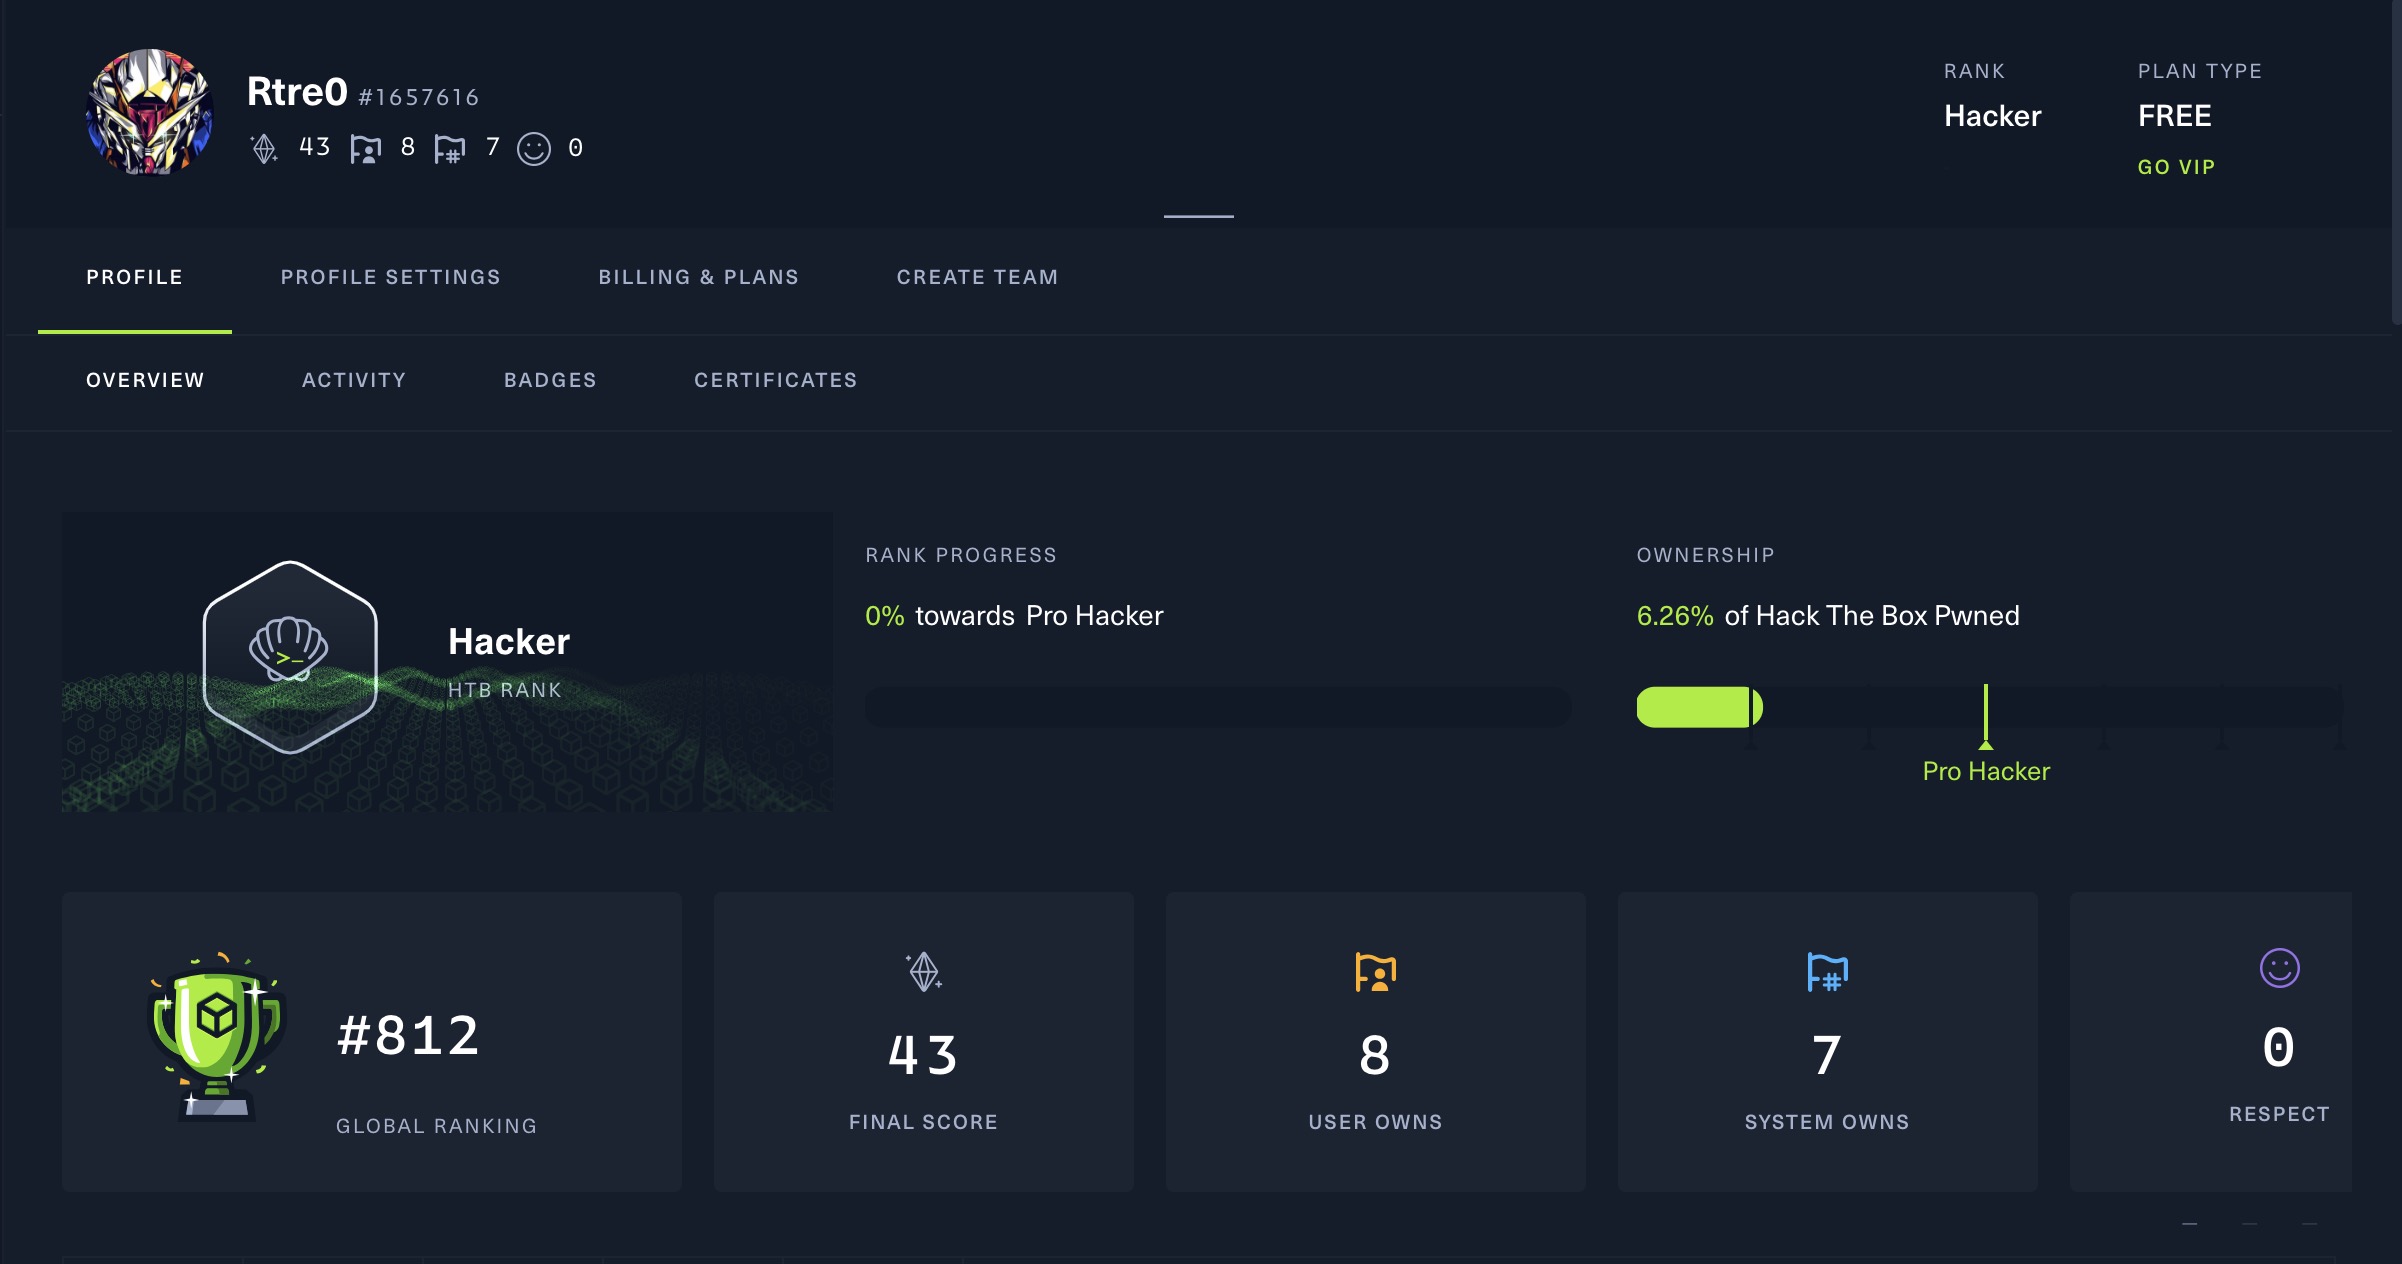 Rtre0 #1657616
43 8 7 0
RANK
Hacker
PLAN TYPE
FREE
GO VIP
PROFILE PROFILE SETTINGS BILLING & PLANS CREATE TEAM
OVERVIEW ACTIVITY BADGES CERTIFICATES
>_
Hacker
HTB RANK
RANK PROGRESS
0% towards Pro Hacker
OWNERSHIP
6.26% of Hack The Box Pwned
Pro Hacker
#812
GLOBAL RANKING
43
FINAL SCORE
8
USER OWNS
7
SYSTEM OWNS
0
RESPECT